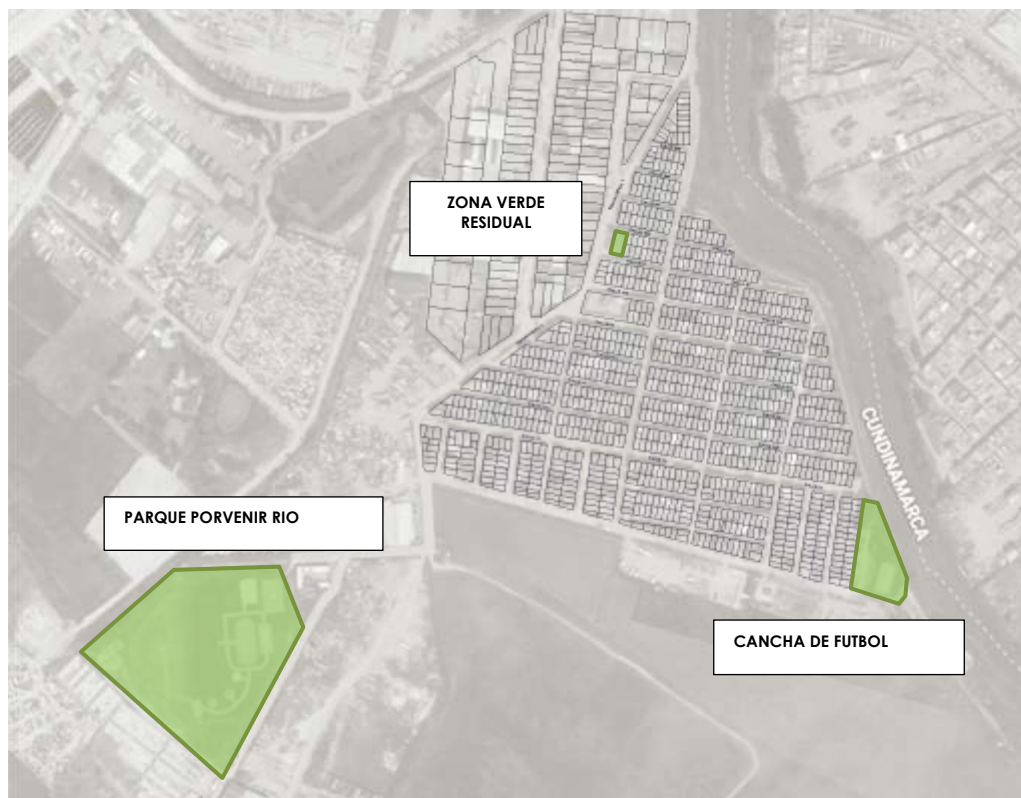 ZONA VERDE
RESIDUAL
CUNDINAMARCA
PARQUE PORVENIR RIO
CANCHA DE FUTBOL